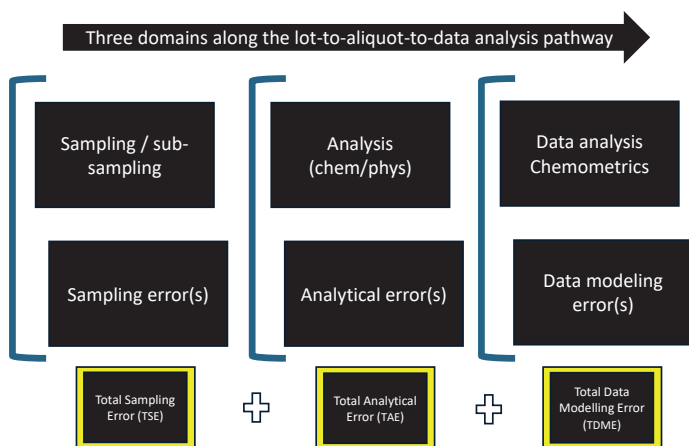 Three domains along the lot-to-aliquot-to-data analysis pathway
Sampling / sub-
sampling
Analysis
(chem/phys)
Data analysis
Chemometrics
Sampling error(s)
Analytical error(s)
Data modeling
error(s)
Total Sampling
Error (TSE)
Total Analytical
Error (TAE)
Total Data
Modelling Error
(TDME)